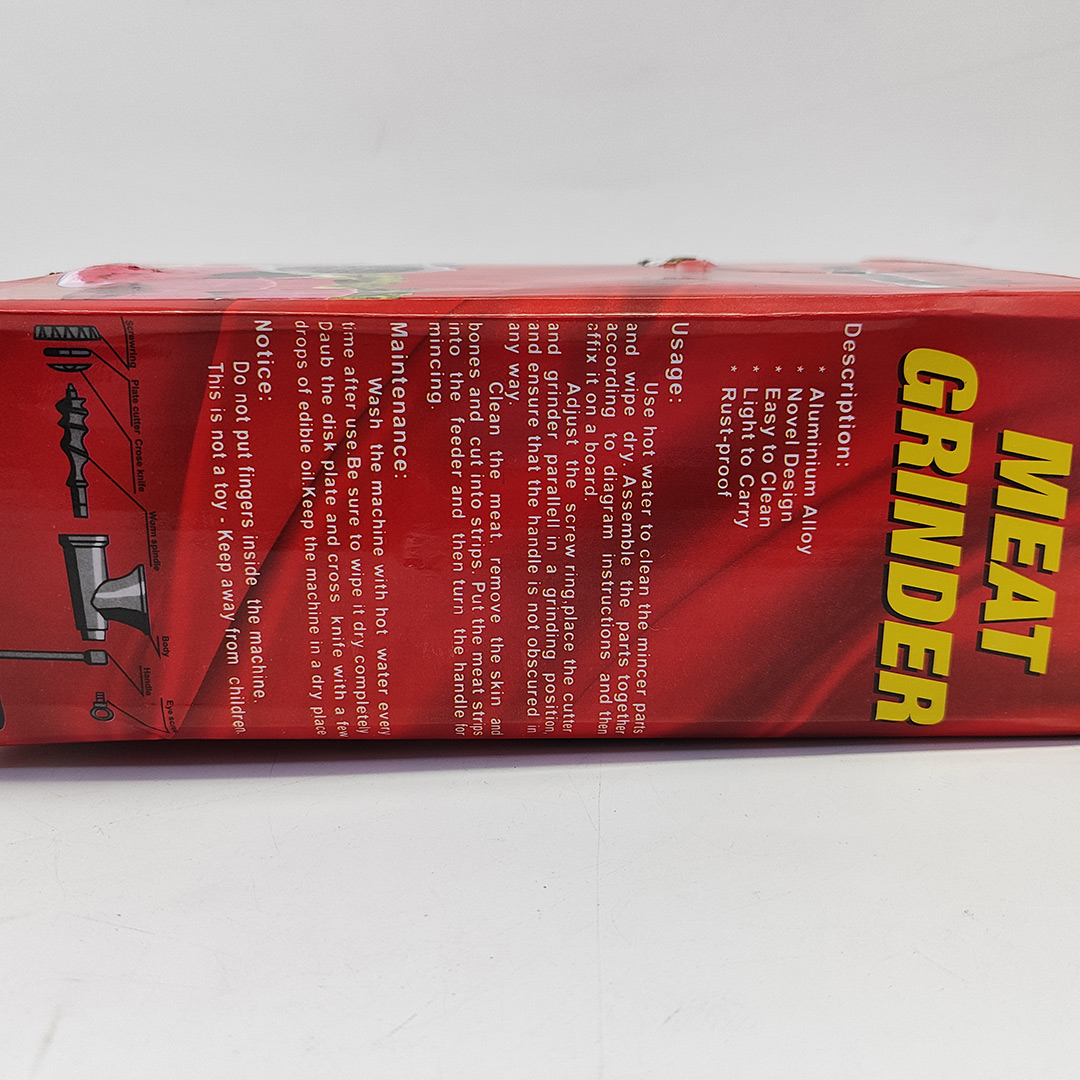 MEAT
GRINDER
Description:
* Aluminium Alloy
* Novel Design
* Easy to Clean
* Light to Carry
* Rust-proof
Usage:
Use hot water to clean the mincer parts
and wipe dry. Assemble the parts together
according to diagram instructions and then
affix it on a board.
Adjust the screw ring,place the cutter
and grinder parallell in a grinding position,
and ensure that the handle is not obscured in
any way.
Clean the meat, remove the skin and
bones and cut into strips. Put the meat strips
into the feeder and then turn the handle for
mincing.
Maintenance:
Wash the machine with hot water every
time after use.Be sure to wipe it dry completely
Daub the disk plate and cross knife with a few
drops of edible oil.Keep the machine in a dry place
Notice:
Do not put fingers inside the machine.
This is not a toy - Keep away from children.
Screwring
Plate cutter
Crose knife
Worm spindle
Body
Handle
Eye